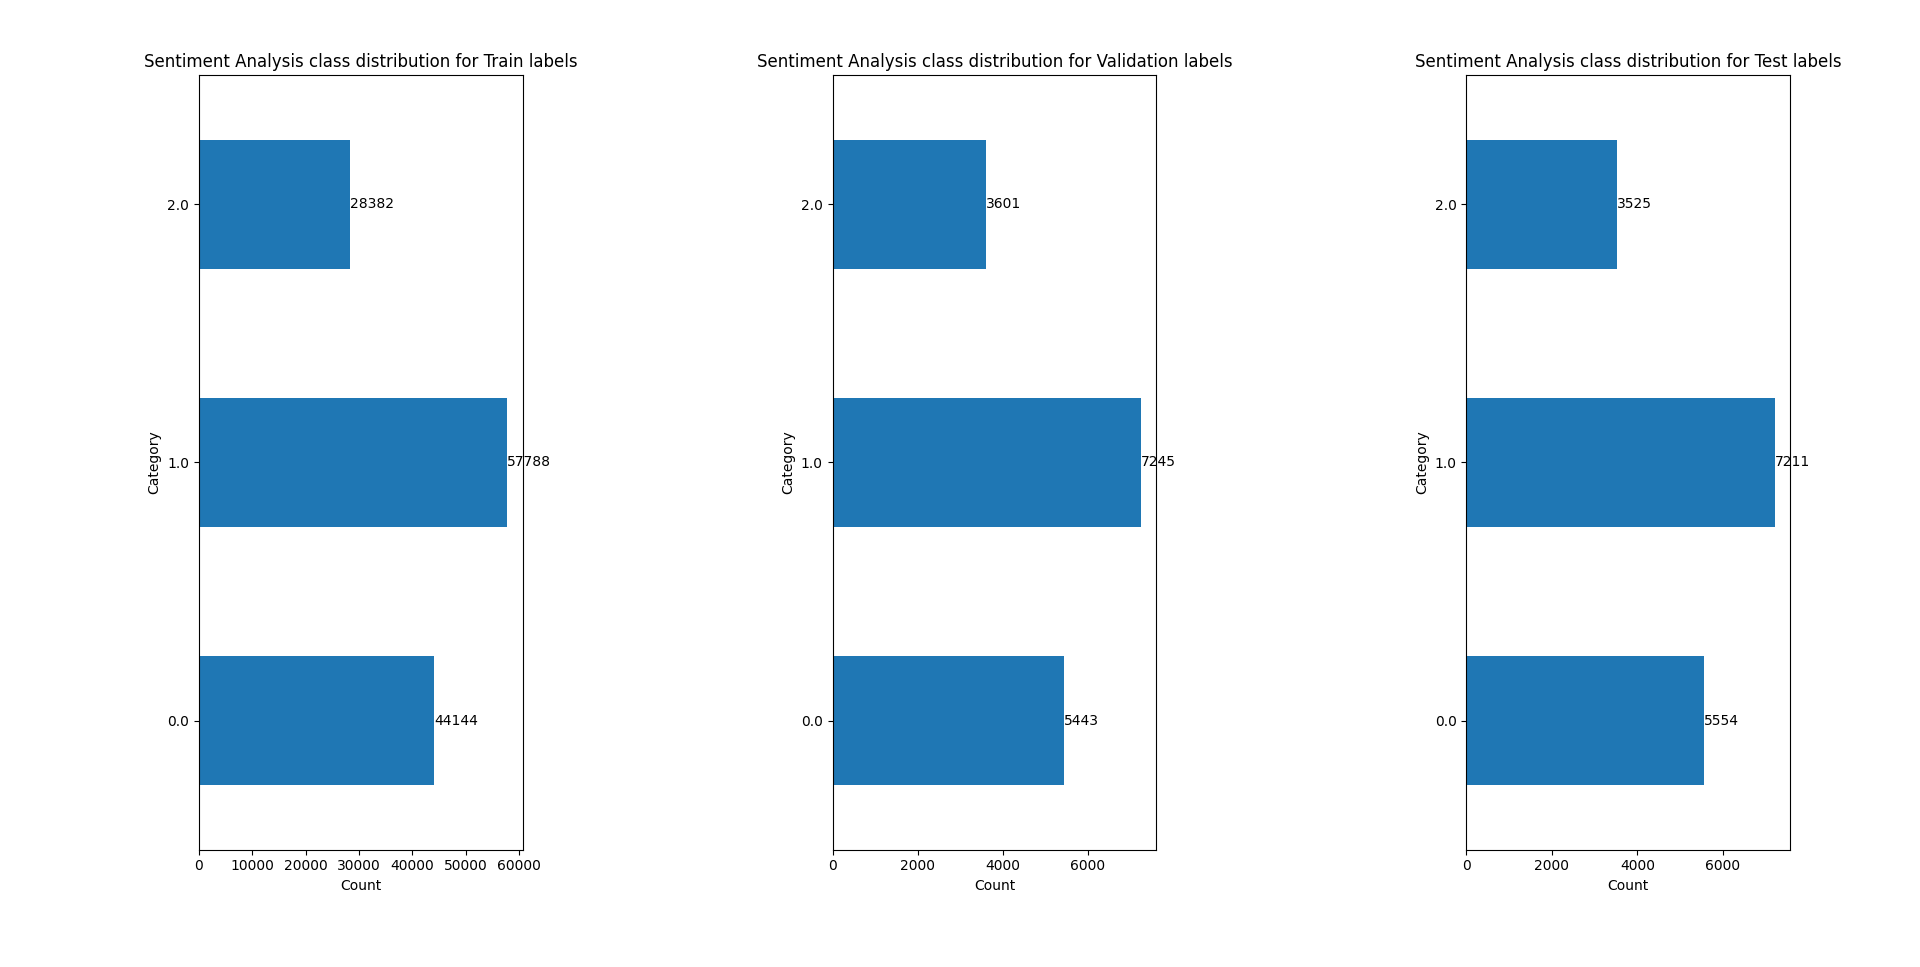 Sentiment Analysis class distribution for Train labels
2.0
28382
1.0
57788
0.0
44144
Category
0 10000 20000 30000 40000 50000 60000
Count
Sentiment Analysis class distribution for Validation labels
2.0
3601
1.0
7245
0.0
5443
Category
0 2000 4000 6000
Count
Sentiment Analysis class distribution for Test labels
2.0
3525
1.0
7211
0.0
5554
Category
0 2000 4000 6000
Count